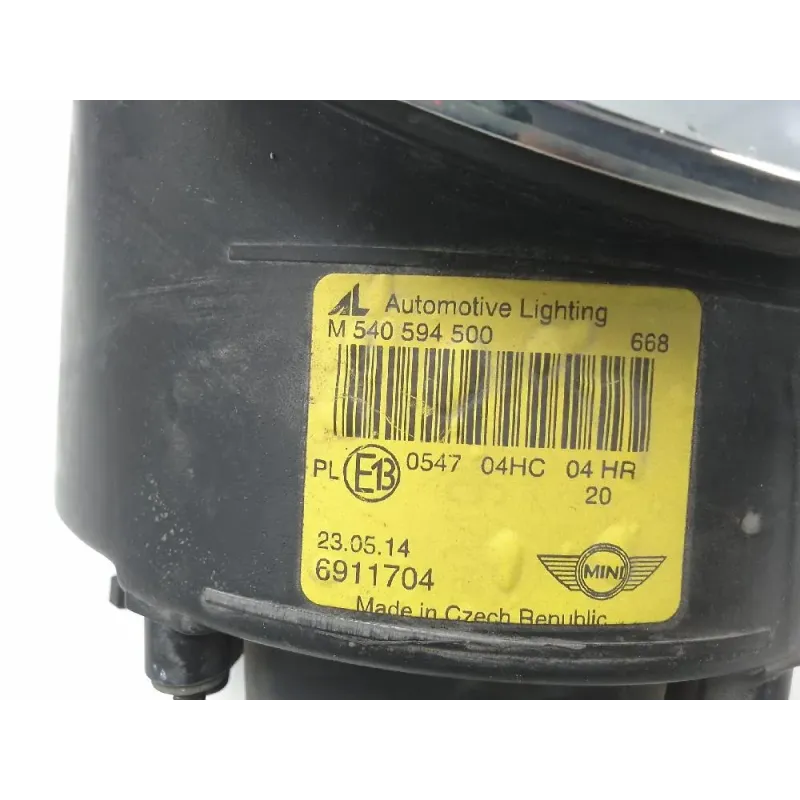 AL Automotive Lighting
M 540 594 500 668
PL E13 0547 04HC 04 HR
20
23.05.14
6911704 MINI
Made in Czech Republic